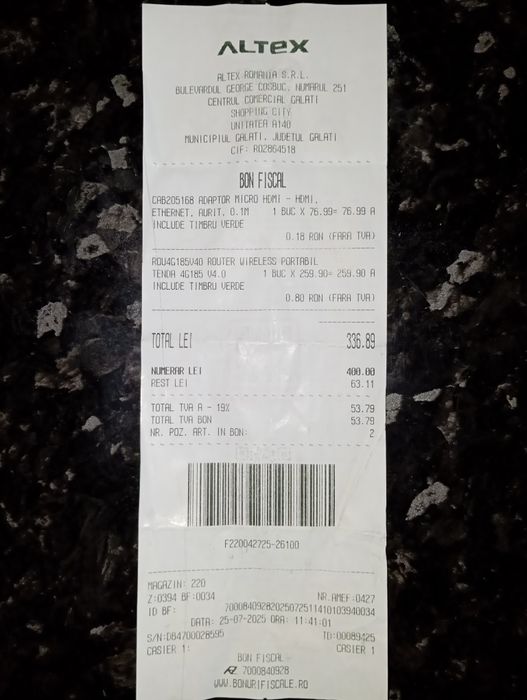 ALTEX
ALTEX ROMANIA S.R.L.
BULEVARDUL GEORGE COSBUC, NUMARUL 251
CENTRUL COMERCIAL GALATI
SHOPPING CITY
UNITATEA A140
MUNICIPIUL GALATI, JUDETUL GALATI
CIF: RO2864518
BON FISCAL
CAB205168 ADAPTOR MICRO HDMI - HDMI,
ETHERNET, AURIT, 0.1M 1 BUC X 76.99= 76.99 A
INCLUDE TIMBRU VERDE
0.18 RON (FARA TVA)
ROU4G185V40 ROUTER WIRELESS PORTABIL
TENDA 4G185 V4.0 1 BUC X 259.90= 259.90 A
INCLUDE TIMBRU VERDE
0.80 RON (FARA TVA)
TOTAL LEI 336.89
NUMERAR LEI 400.00
REST LEI 63.11
TOTAL TVA A - 19% 53.79
TOTAL TVA BON 53.79
NR. POZ. ART. IN BON: 2
F220042725-26100
MAGAZIN: 220
Z:0394 BF:0034 NR.AMEF:0427
ID BF: 70008409282025072511410103940034
DATA: 25-07-2025 ORA: 11:41:01
S/N:DB4700028595 TD:00089425
CASIER 1: CASIER 1
BON FISCAL
7000840928
WWW.BONURIFISCALE.RO